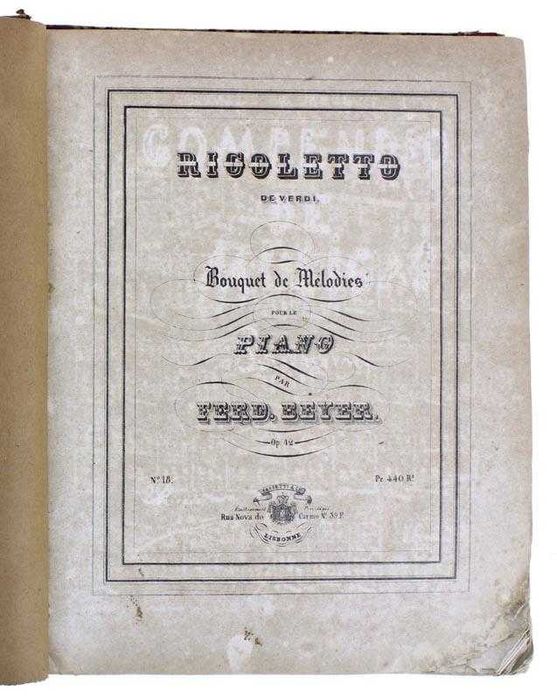 RIGOLETTO
DE VERDI.
Bouquet de Mélodies
POUR LE
PIANO
PAR
FERD. BEYER.
Op. 42
Nº 18.
Pr. 440 Rs
Rua Nova do Carmo Nº 39 F
LISBONNE